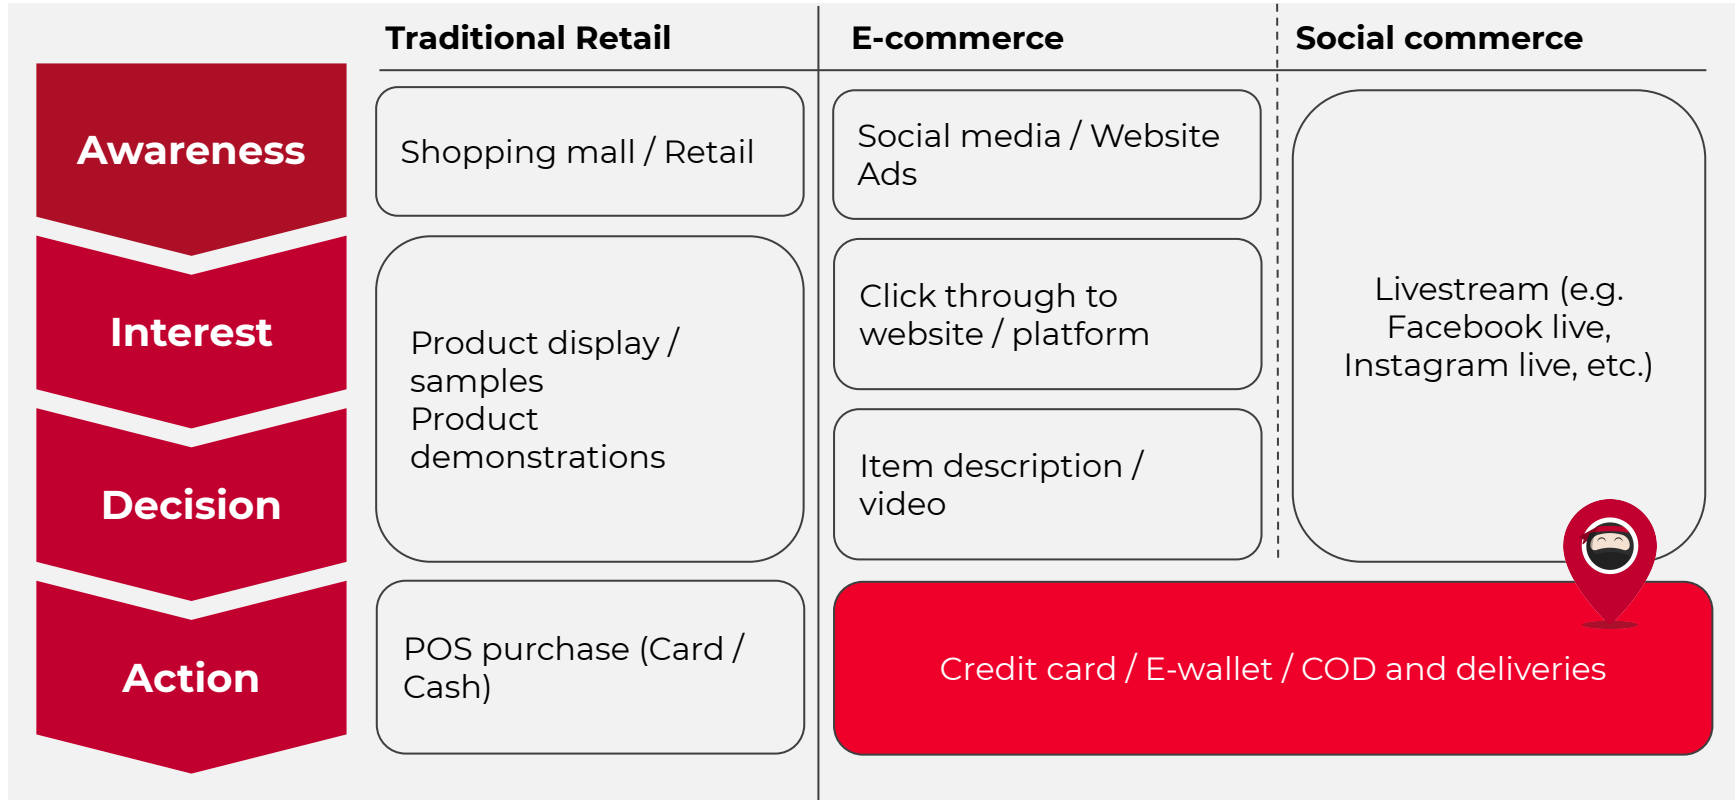 Traditional Retail
E-commerce
Social commerce
Awareness
Shopping mall / Retail
Social media / Website
Ads
Interest
Product display /
samples
Product
demonstrations
Click through to
website / platform
Livestream (e.g.
Facebook live,
Instagram live, etc.)
Decision
Item description /
video
Action
POS purchase (Card /
Cash)
Credit card / E-wallet / COD and deliveries